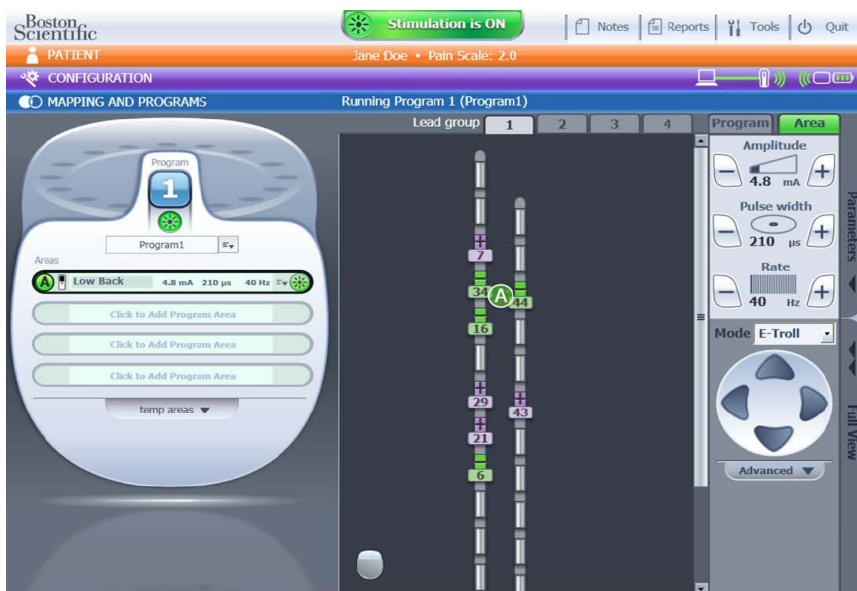 Boston
Scientific
Stimulation is ON
Notes
Reports
Tools
Quit
PATIENT
Jane Doe • Pain Scale: 2.0
CONFIGURATION
MAPPING AND PROGRAMS
Running Program 1 (Program1)
Lead group
1
2
3
4
Program
Area
Program
1
Program1
Areas
A Low Back 4.8 mA 210 µs 40 Hz
Click to Add Program Area
Click to Add Program Area
Click to Add Program Area
temp areas
+
7
34
A
44
16
+
29
+
43
+
21
6
Amplitude
−
4.8 mA
+
Pulse width
−
210 µs
+
Rate
−
40 Hz
+
Mode E-Troll
Advanced
Parameters
Full View